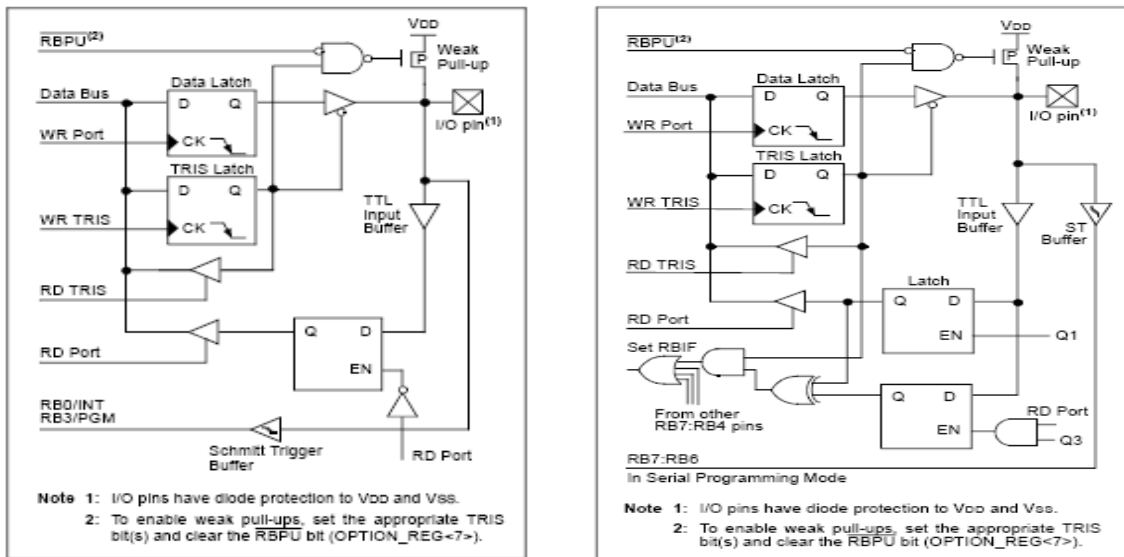 VDD
RBPU(2)
Weak
P
Pull-up
Data Latch
Data Bus
D Q
I/O pin(1)
WR Port
CK
TRIS Latch
D Q
TTL
Input
Buffer
WR TRIS
CK
RD TRIS
Q D
RD Port
EN
RB0/INT
RB3/PGM
Schmitt Trigger
Buffer
RD Port
Note 1: I/O pins have diode protection to VDD and VSS.
2: To enable weak pull-ups, set the appropriate TRIS
bit(s) and clear the RBPU bit (OPTION_REG<7>).
VDD
RBPU(2)
Weak
P
Pull-up
Data Latch
Data Bus
D Q
I/O pin(1)
WR Port
CK
TRIS Latch
D Q
TTL
Input
Buffer
WR TRIS
CK
ST
Buffer
RD TRIS
Latch
Q D
RD Port
EN
Q1
Set RBIF
From other
RB7:RB4 pins
Q D
RD Port
EN
Q3
RB7:RB6
In Serial Programming Mode
Note 1: I/O pins have diode protection to VDD and VSS.
2: To enable weak pull-ups, set the appropriate TRIS
bit(s) and clear the RBPU bit (OPTION_REG<7>).